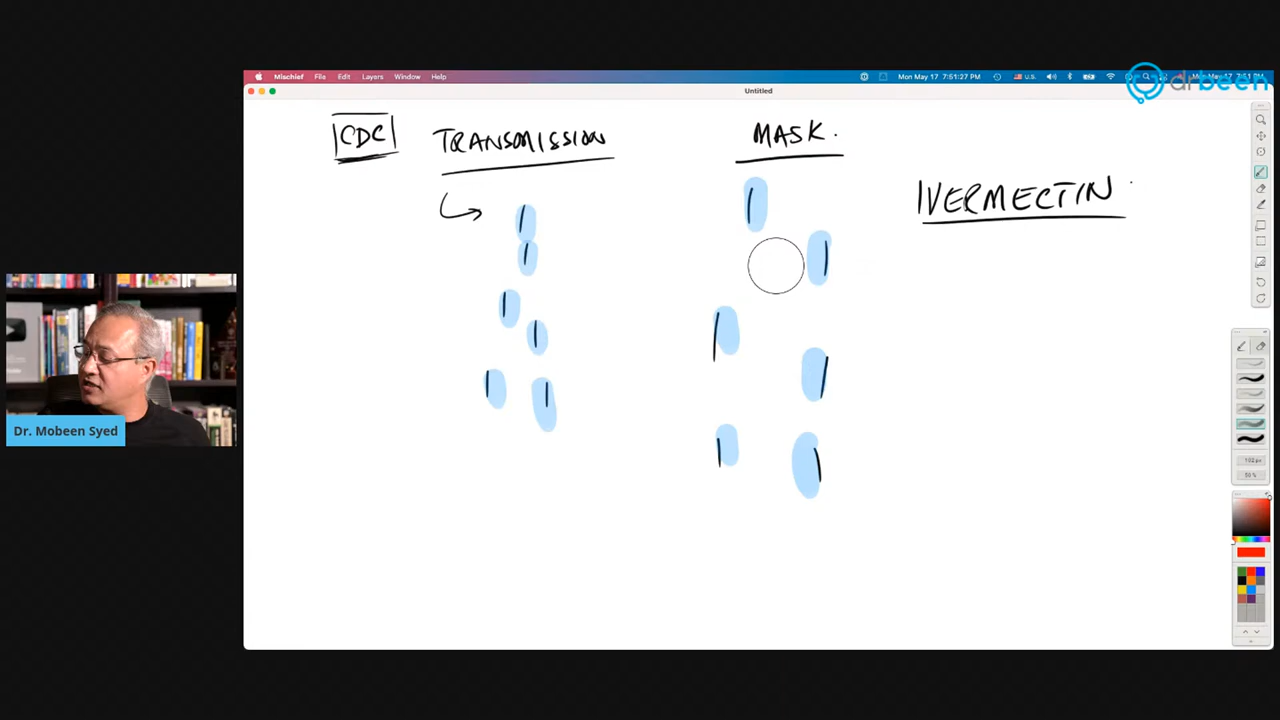 Mischief File Edit Layers Window Help
Mon May 17 7:51:27 PM
U.S.
drbeen
Untitled
CDC TRANSMISSION MASK.
IVERMECTIN
Dr. Mobeen Syed